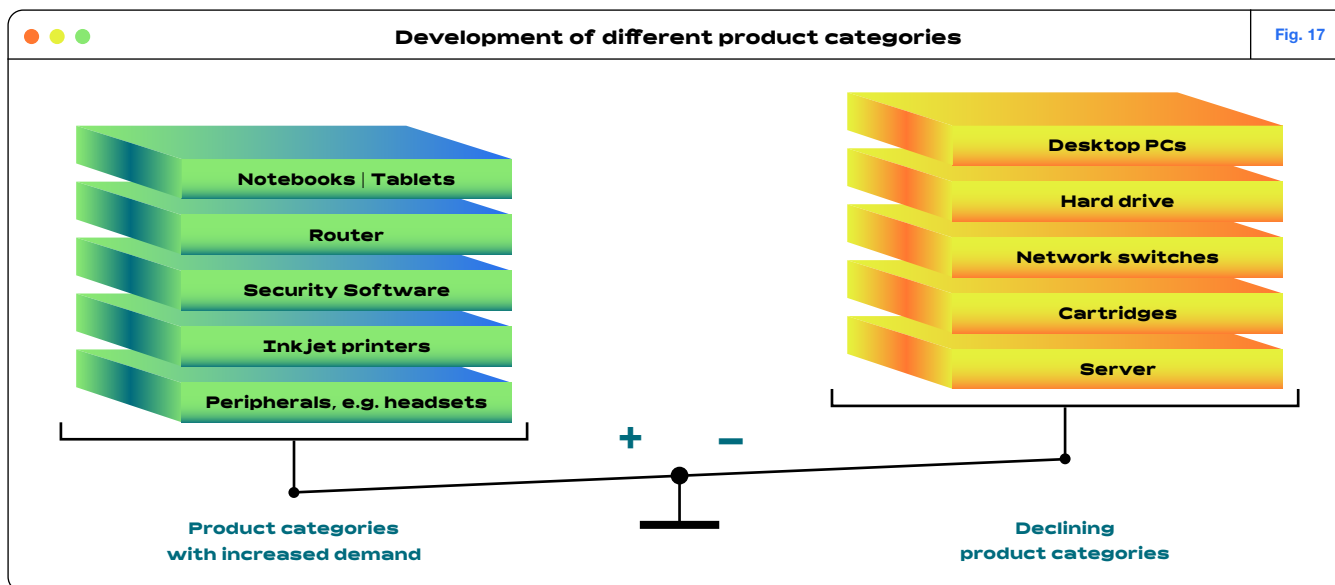 Development of different product categories
Fig. 17
Notebooks | Tablets
Router
Security Software
Inkjet printers
Peripherals, e.g. headsets
Desktop PCs
Hard drive
Network switches
Cartridges
Server
+ −
Product categories
with increased demand
Declining
product categories